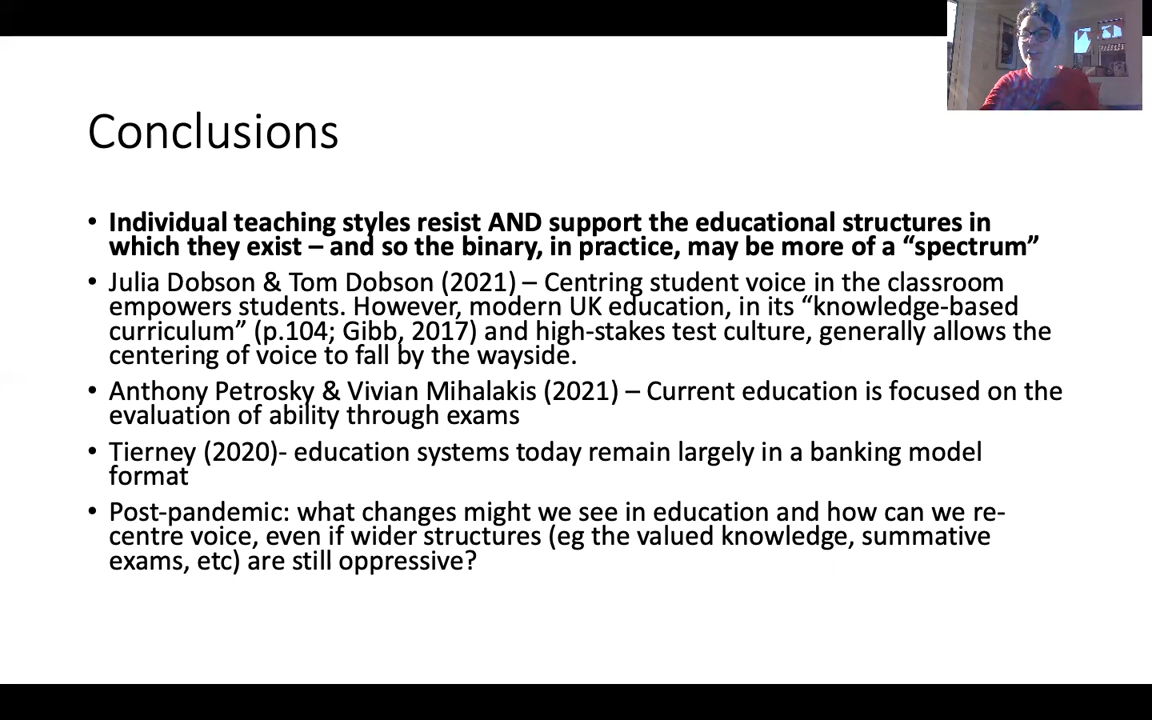 Conclusions
• Individual teaching styles resist AND support the educational structures in
which they exist – and so the binary, in practice, may be more of a “spectrum”
• Julia Dobson & Tom Dobson (2021) – Centring student voice in the classroom
empowers students. However, modern UK education, in its “knowledge-based
curriculum” (p.104; Gibb, 2017) and high-stakes test culture, generally allows the
centering of voice to fall by the wayside.
• Anthony Petrosky & Vivian Mihalakis (2021) – Current education is focused on the
evaluation of ability through exams
• Tierney (2020)- education systems today remain largely in a banking model
format
• Post-pandemic: what changes might we see in education and how can we re-
centre voice, even if wider structures (eg the valued knowledge, summative
exams, etc) are still oppressive?